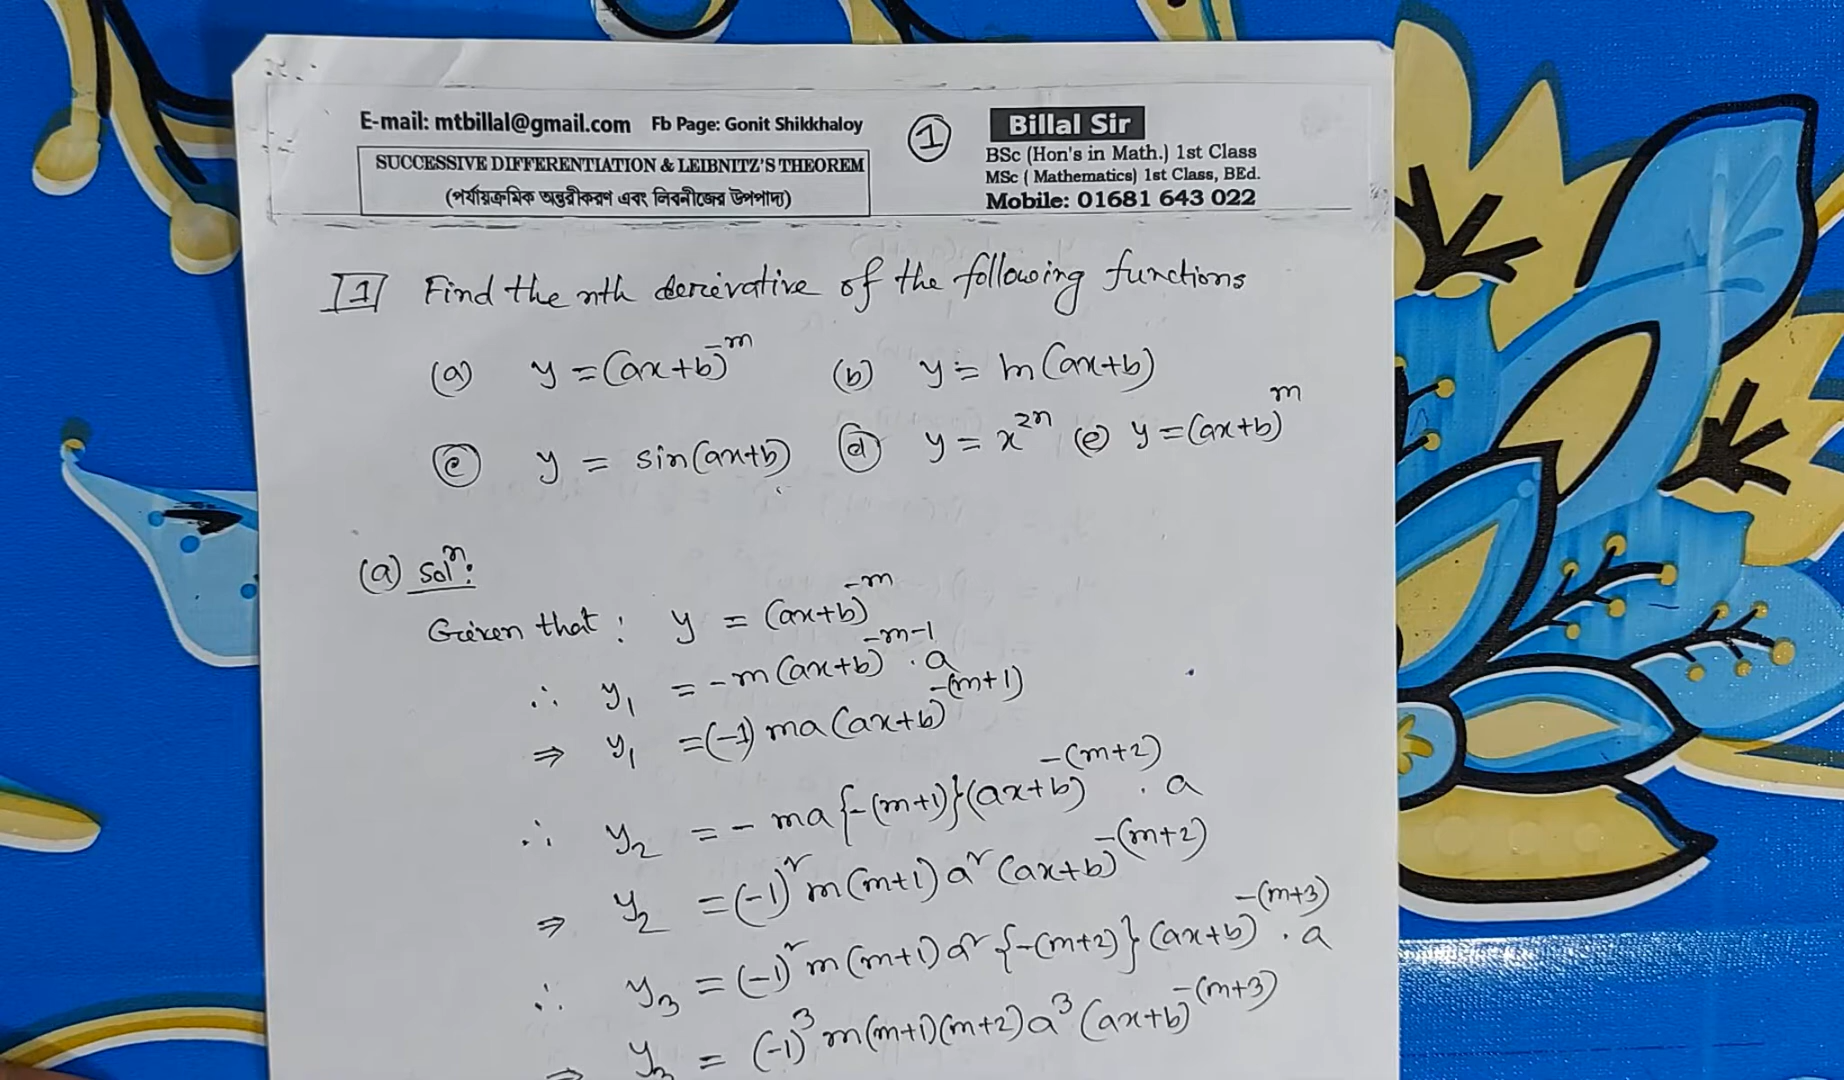 E-mail: mtbillal@gmail.com Fb Page: Gonit Shikkhaloy
SUCCESSIVE DIFFERENTIATION & LEIBNITZ'S THEOREM
(পর্যায়ক্রমিক অন্তরীকরণ এবং লিবনীজের উপপাদ্য)
①
Billal Sir
BSc (Hon's in Math.) 1st Class
MSc ( Mathematics) 1st Class, BEd.
Mobile: 01681 643 022
1 Find the nth derivative of the following functions
(a) y = (ax+b)^-m (b) y = ln(ax+b)
ⓒ y = sin(ax+b) ⓓ y = x^2n ⓔ y = (ax+b)^m
(a) Solⁿ:
Given that: y = (ax+b)^-m
∴ y₁ = -m(ax+b)^-m-1 . a
⇒ y₁ = (-1) ma (ax+b)^-(m+1)
∴ y₂ = - ma {-(m+1)}(ax+b)^-(m+2) . a
⇒ y₂ = (-1)^r m(m+1) a^r (ax+b)^-(m+2)
∴ y₃ = (-1)^r m(m+1) a^r {-(m+2)} (ax+b)^-(m+3) . a
⇒ y₃ = (-1)^3 m(m+1)(m+2) a^3 (ax+b)^-(m+3)